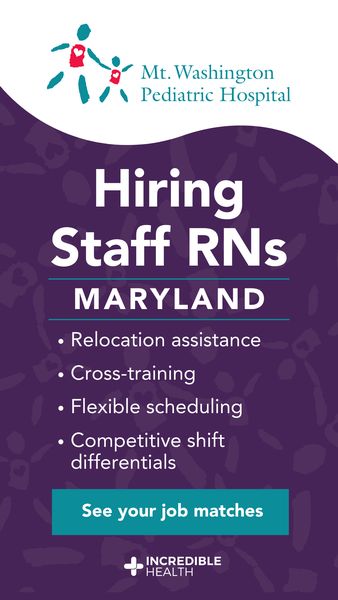 Mt. Washington
Pediatric Hospital
Hiring
Staff RNs
MARYLAND
• Relocation assistance
• Cross-training
• Flexible scheduling
• Competitive shift
differentials
See your job matches
INCREDIBLE
HEALTH